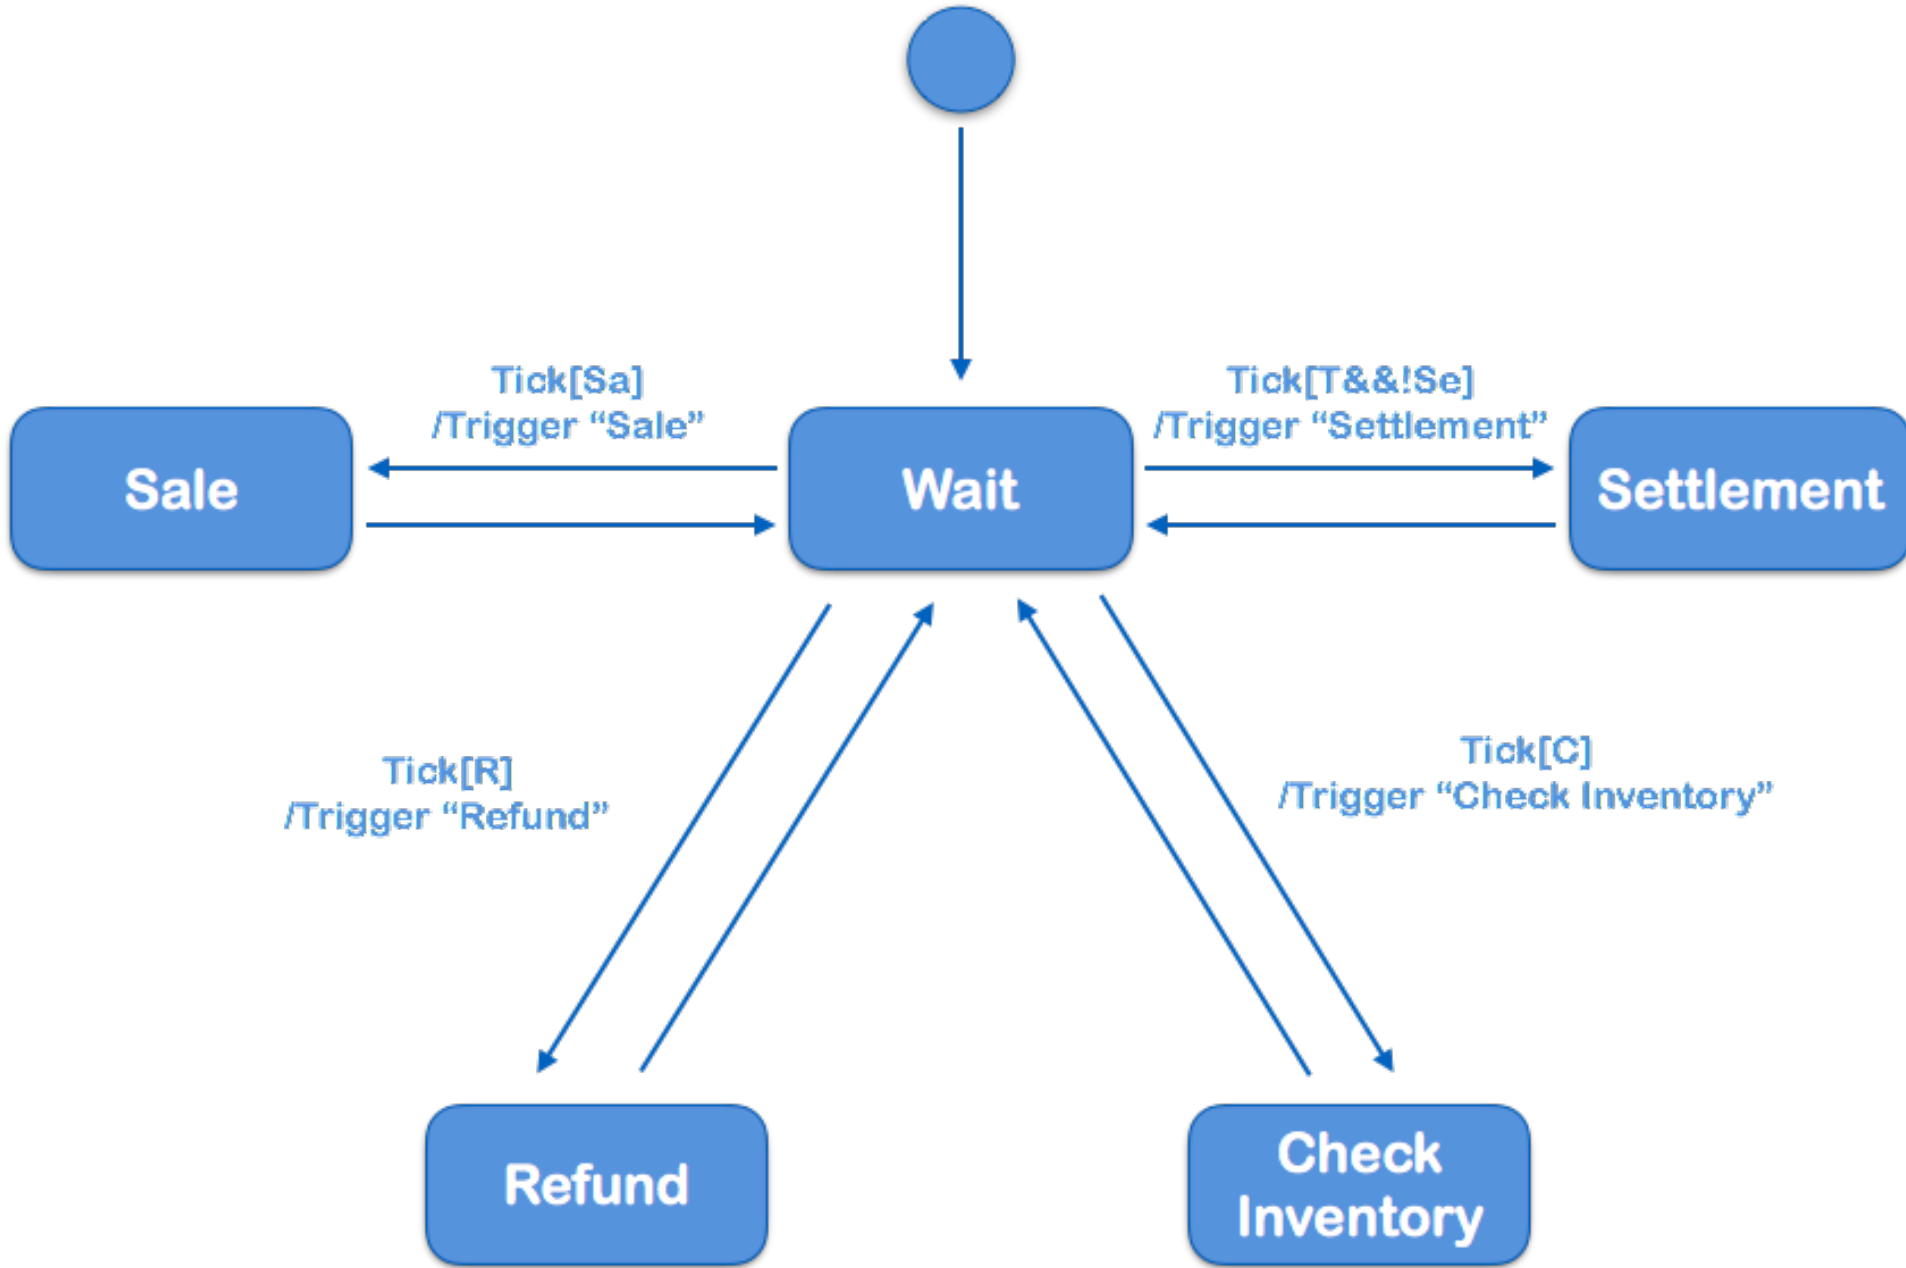 Tick[Sa]
/Trigger “Sale”
Tick[T&&!Se]
/Trigger “Settlement”
Sale
Wait
Settlement
Tick[R]
/Trigger “Refund”
Tick[C]
/Trigger “Check Inventory”
Refund
Check
Inventory